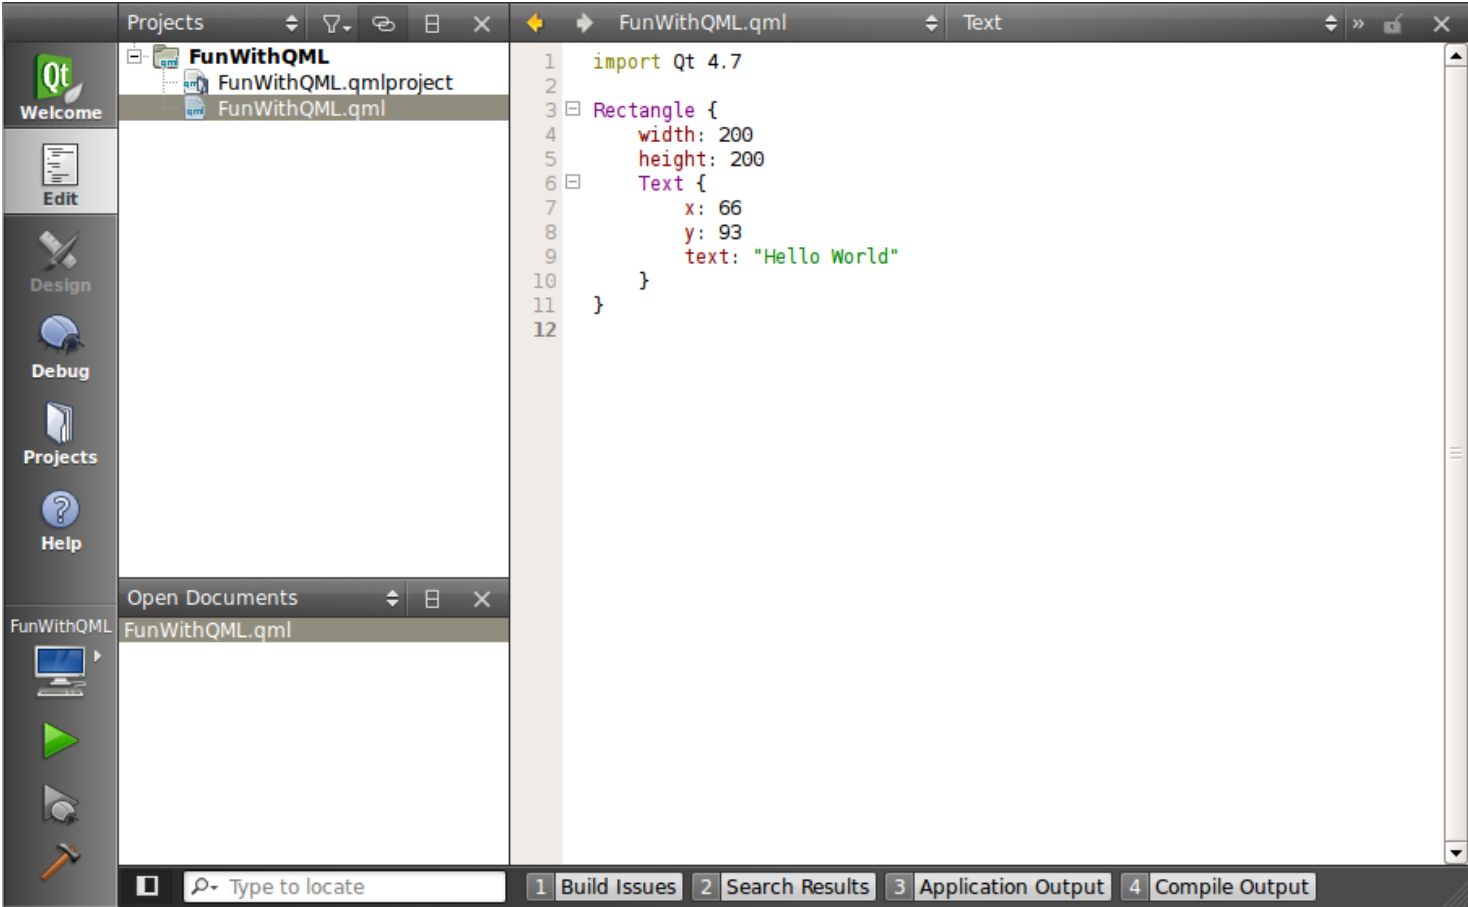 Projects
FunWithQML.qml
Text
Qt
Welcome
Edit
Design
Debug
Projects
Help
FunWithQML
FunWithQML
FunWithQML.qmlproject
FunWithQML.qml
Open Documents
FunWithQML.qml
1 import Qt 4.7
2
3 Rectangle {
4     width: 200
5     height: 200
6     Text {
7         x: 66
8         y: 93
9         text: "Hello World"
10     }
11 }
12
Type to locate
1 Build Issues 2 Search Results 3 Application Output 4 Compile Output